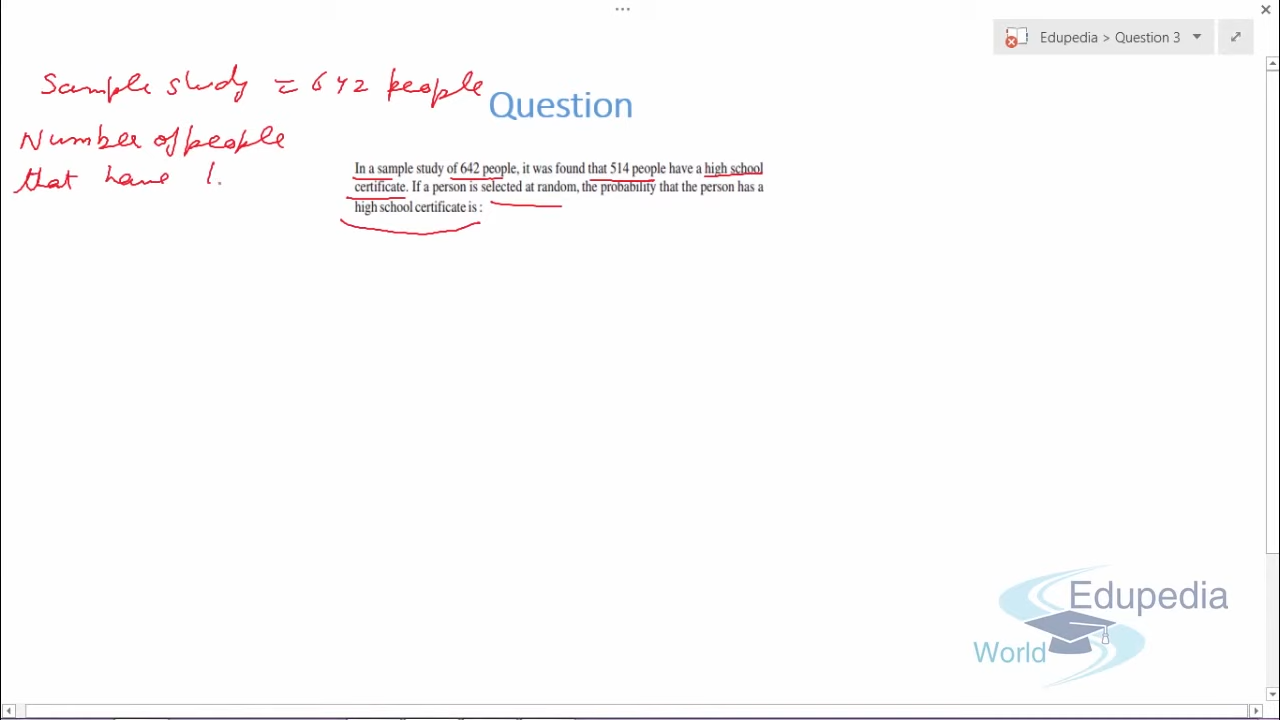 Edupedia > Question 3
Sample study = 642 people
Question
Number of people
that have
In a sample study of 642 people, it was found that 514 people have a high school
certificate. If a person is selected at random, the probability that the person has a
high school certificate is :
Edupedia
World